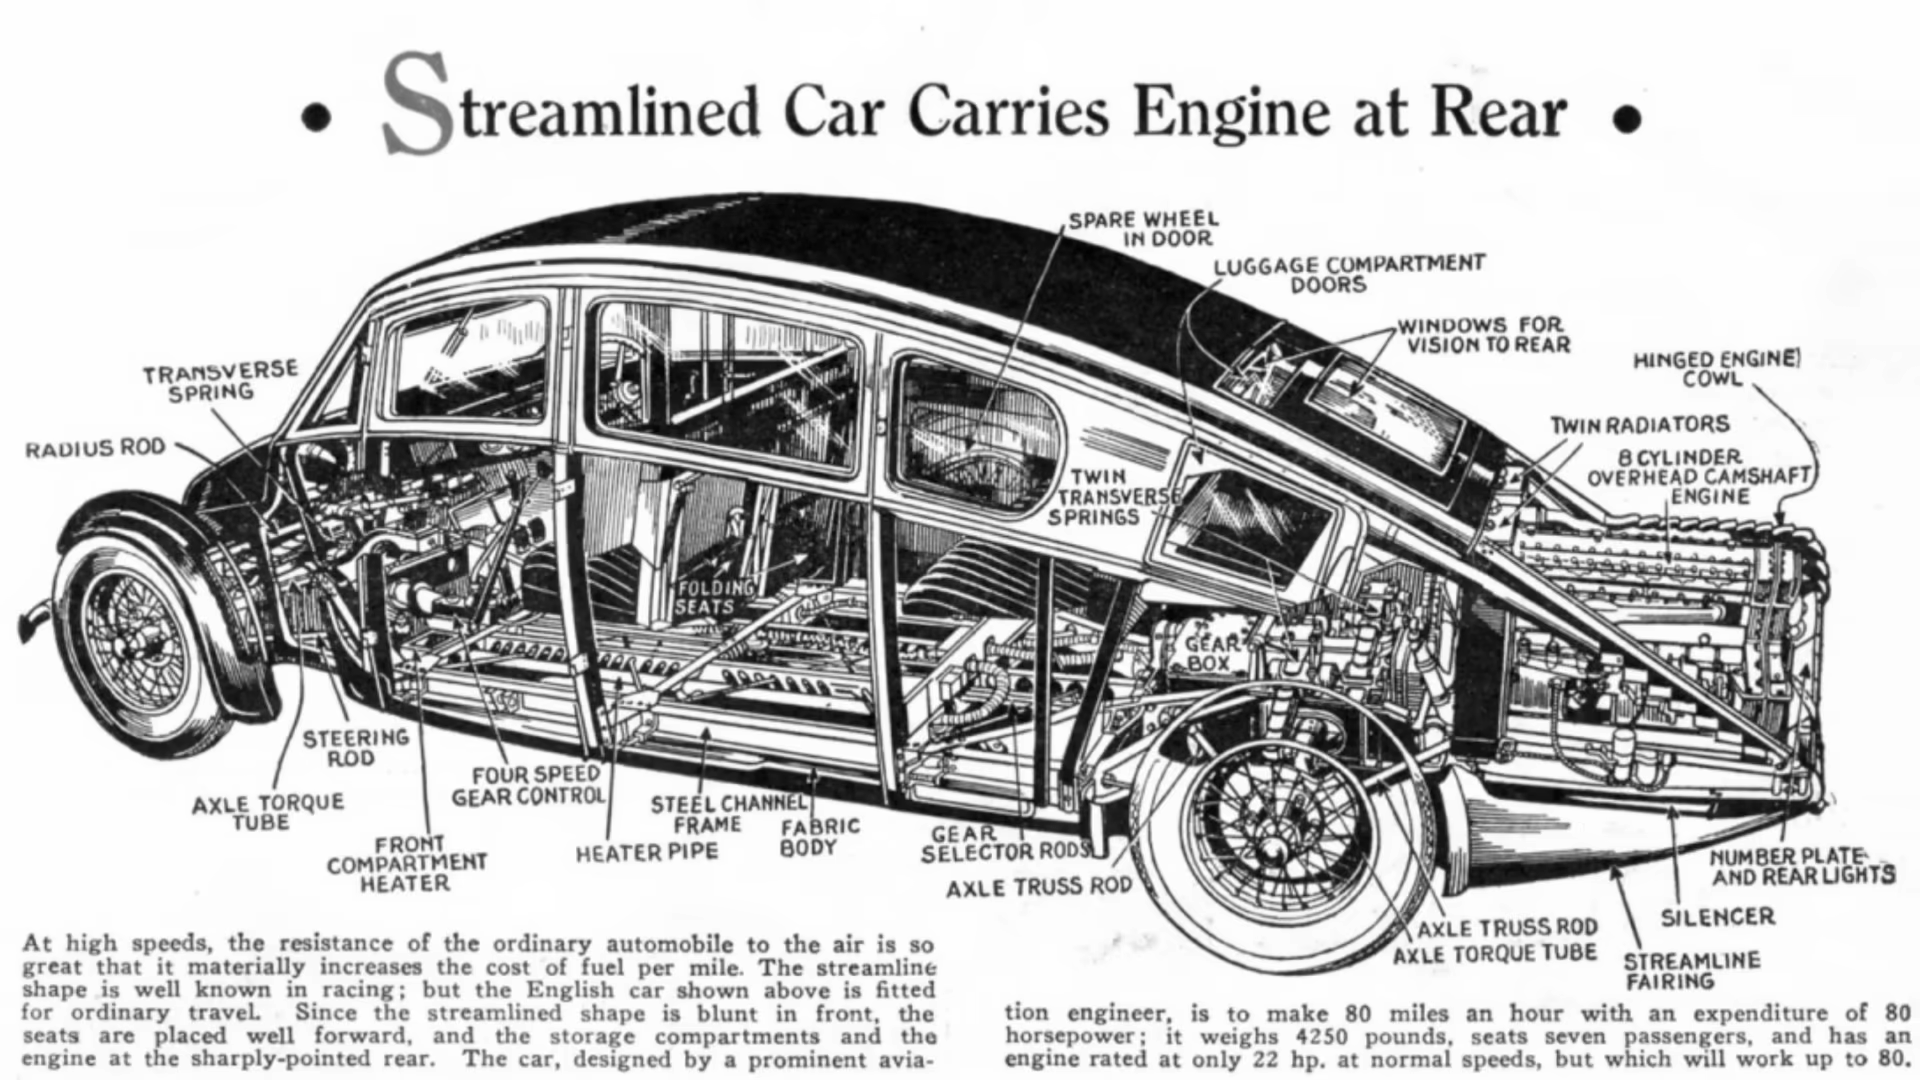 • Streamlined Car Carries Engine at Rear •
SPARE WHEEL
IN DOOR
LUGGAGE COMPARTMENT
DOORS
WINDOWS FOR
VISION TO REAR
HINGED ENGINE
COWL
TRANSVERSE
SPRING
TWIN RADIATORS
RADIUS ROD
8 CYLINDER
OVERHEAD CAMSHAFT
ENGINE
TWIN
TRANSVERSE
SPRINGS
FOLDING
SEATS
GEAR
BOX
STEERING
ROD
FOUR SPEED
GEAR CONTROL
AXLE TORQUE
TUBE
STEEL CHANNEL
FRAME
FABRIC
BODY
FRONT
COMPARTMENT
HEATER
HEATER PIPE
GEAR
SELECTOR RODS
AXLE TRUSS ROD
NUMBER PLATE
AND REAR LIGHTS
SILENCER
AXLE TRUSS ROD
AXLE TORQUE TUBE
STREAMLINE
FAIRING
At high speeds, the resistance of the ordinary automobile to the air is so
great that it materially increases the cost of fuel per mile. The streamline
shape is well known in racing; but the English car shown above is fitted
for ordinary travel. Since the streamlined shape is blunt in front, the
seats are placed well forward, and the storage compartments and the
engine at the sharply-pointed rear. The car, designed by a prominent avia-
tion engineer, is to make 80 miles an hour with an expenditure of 80
horsepower; it weighs 4250 pounds, seats seven passengers, and has an
engine rated at only 22 hp. at normal speeds, but which will work up to 80.